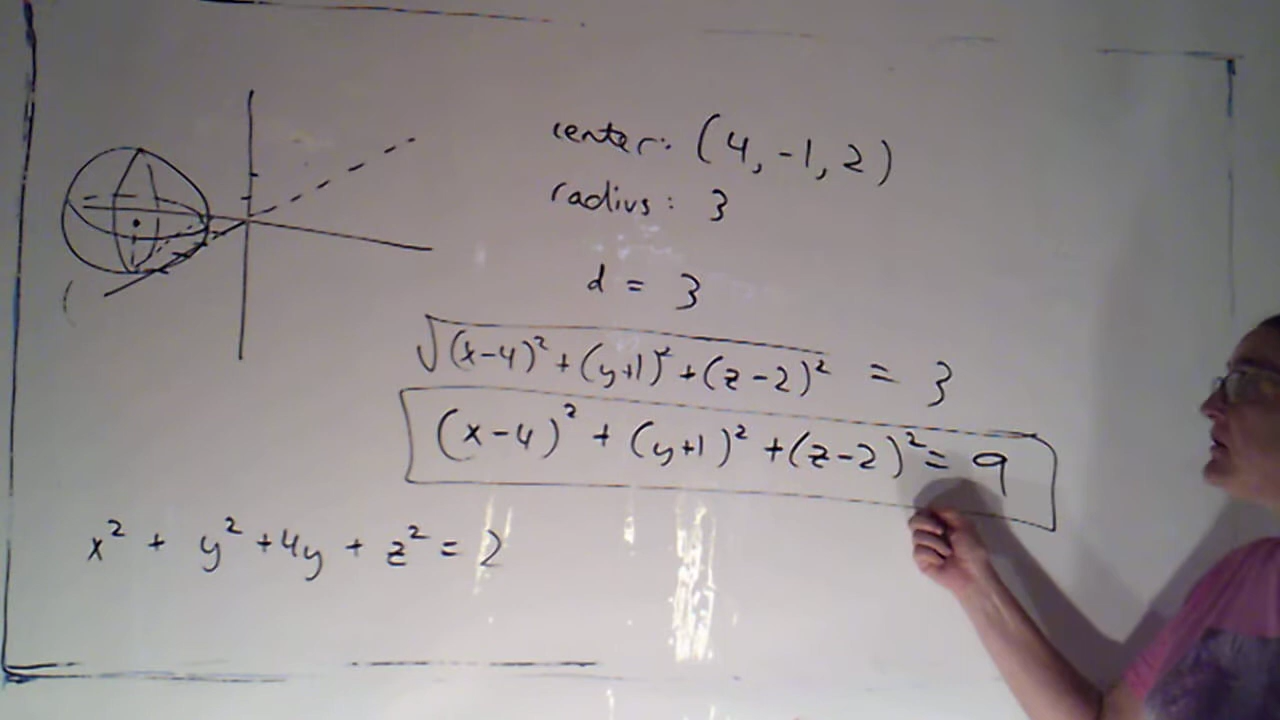 center: (4, -1, 2)
radius: 3
d = 3
√(x-4)² + (y+1)² + (z-2)² = 3
(x-4)² + (y+1)² + (z-2)² = 9
x² + y² + 4y + z² = 2